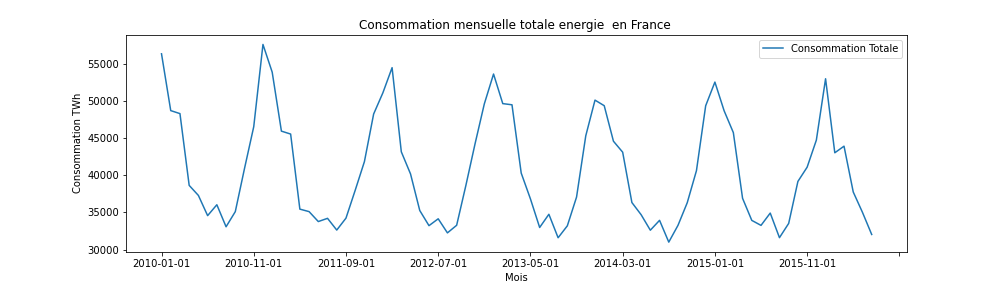 Consommation mensuelle totale energie  en France
Consommation Totale
Consommation TWh
55000
50000
45000
40000
35000
30000
2010-01-01 2010-11-01 2011-09-01 2012-07-01 2013-05-01 2014-03-01 2015-01-01 2015-11-01
Mois